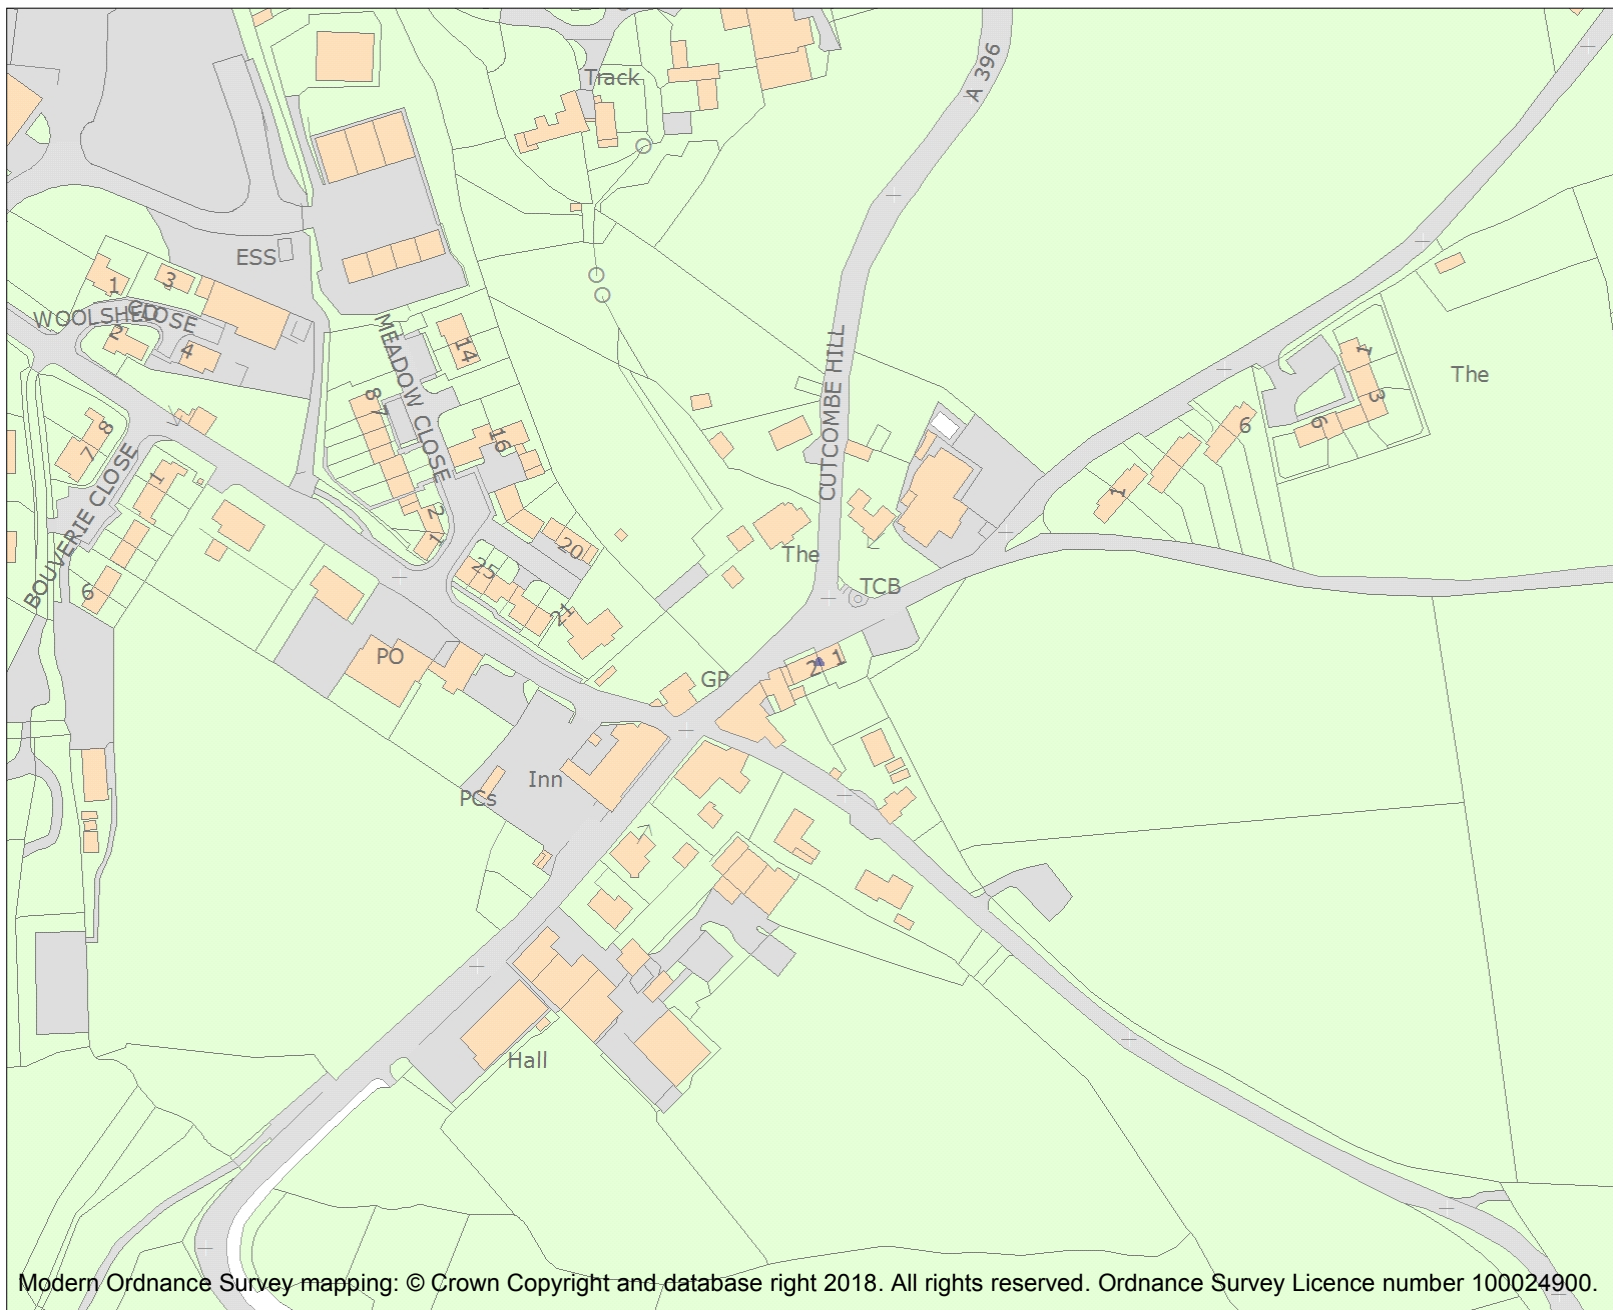 A 396
Track
ESS
1
3
WOOLSHED
CLOSE
2
4
MEADOW CLOSE
14
8
7
16
2
1
20
25
21
8
7
1
BOUVERIE CLOSE
6
CUTCOMBE HILL
The
TCB
The
1
3
6
6
1
PO
GP
2
1
Inn
PCs
Hall
Modern Ordnance Survey mapping: © Crown Copyright and database right 2018. All rights reserved. Ordnance Survey Licence number 100024900.